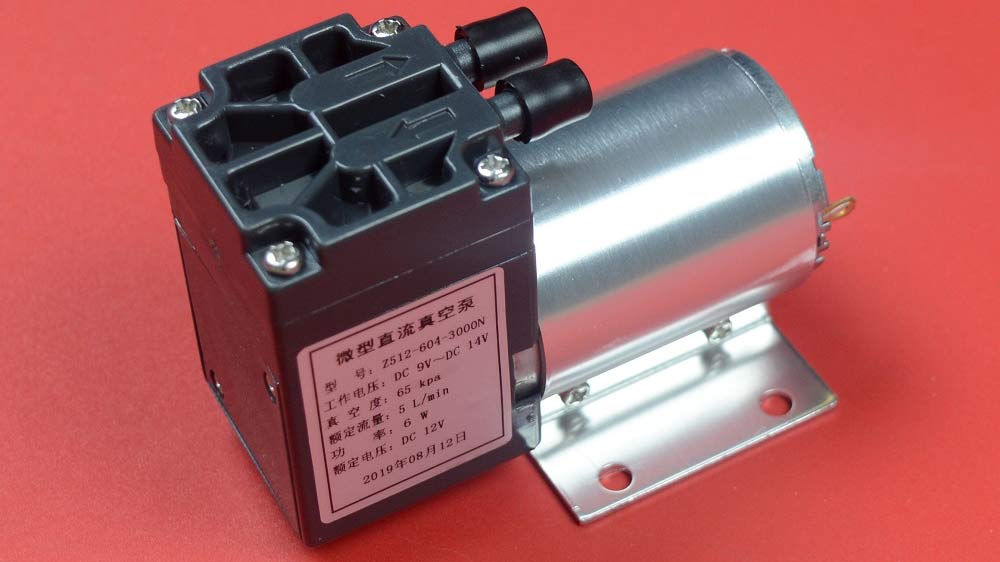 微型直流真空泵
型 号: Z512-604-3000N
工作电压: DC 9V~DC 14V
真 空 度: 65 kpa
额定流量: 5 L/min
功 率: 6 W
额定电压: DC 12V
2019年08月12日